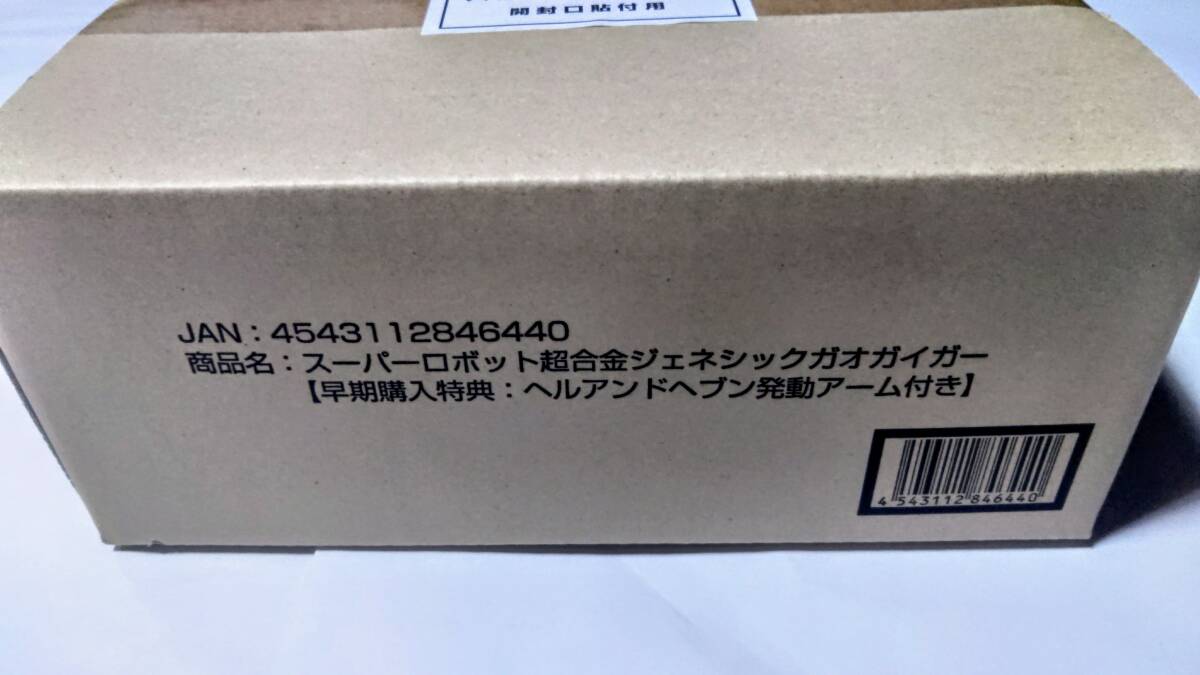 開封口貼付用
JAN：4543112846440
商品名：スーパーロボット超合金ジェネシックガオガイガー
【早期購入特典：ヘルアンドヘブン発動アーム付き】
4 543112 846440